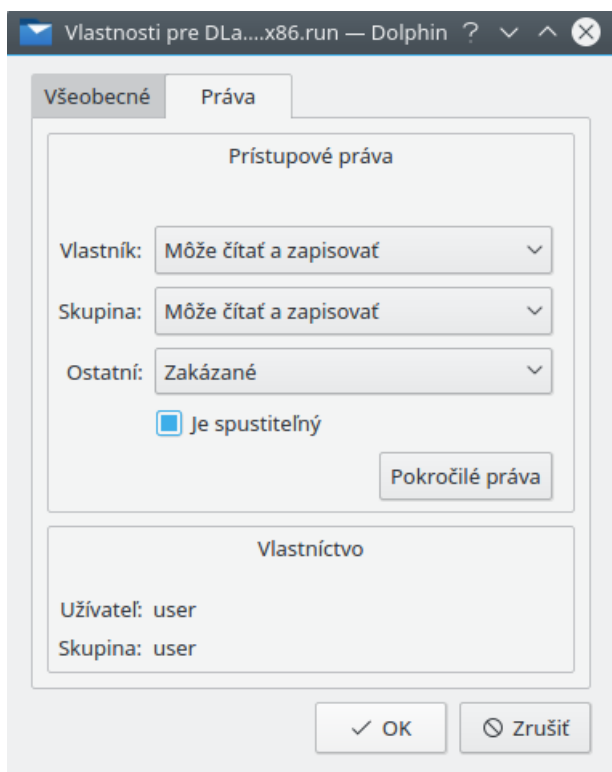 Vlastnosti pre DLa....x86.run — Dolphin
Všeobecné Práva
Prístupové práva
Vlastník: Môže čítať a zapisovať
Skupina: Môže čítať a zapisovať
Ostatní: Zakázané
Je spustiteľný
Pokročilé práva
Vlastníctvo
Užívateľ: user
Skupina: user
OK Zrušiť